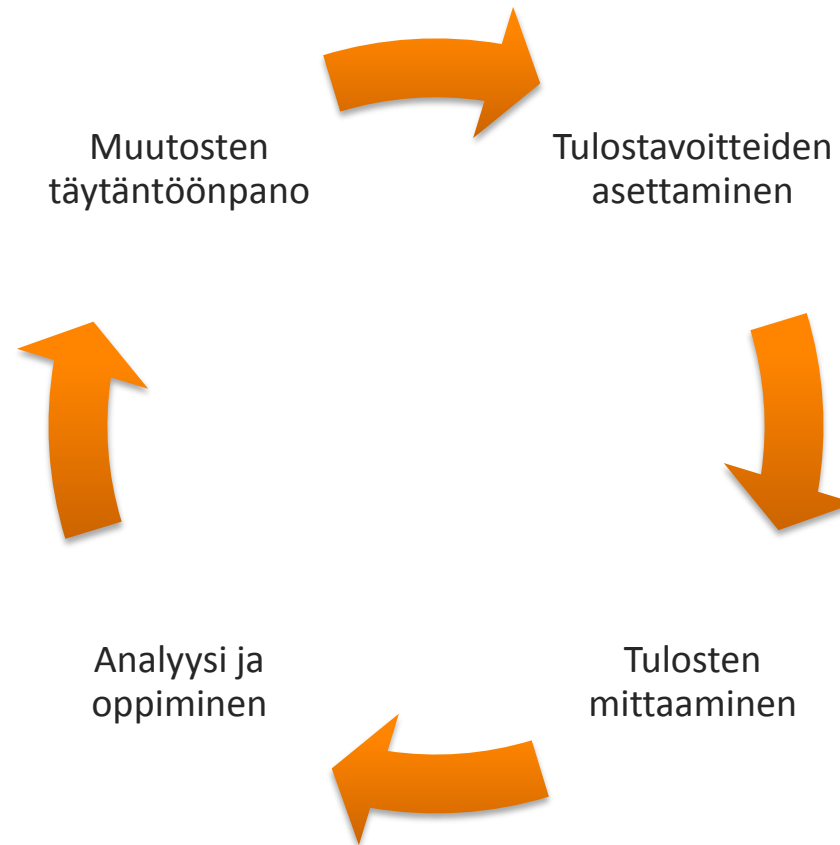 Muutosten
täytäntöönpano
Tulostavoitteiden
asettaminen
Analyysi ja
oppiminen
Tulosten
mittaaminen